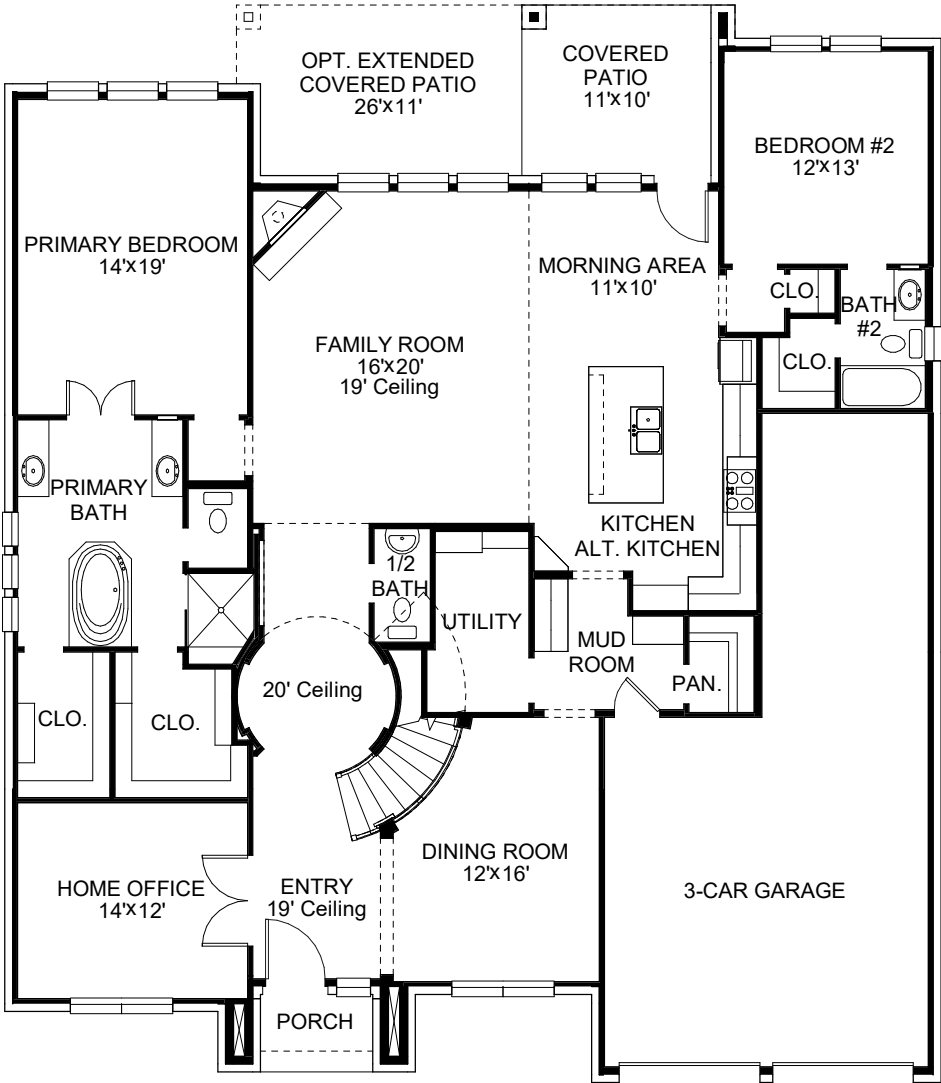 OPT. EXTENDED
COVERED PATIO
26'x11'
COVERED
PATIO
11'x10'
BEDROOM #2
12'x13'
PRIMARY BEDROOM
14'x19'
MORNING AREA
11'x10'
CLO.
BATH
#2
CLO.
FAMILY ROOM
16'x20'
19' Ceiling
PRIMARY
BATH
KITCHEN
ALT. KITCHEN
1/2
BATH
UTILITY
MUD
ROOM
PAN.
20' Ceiling
CLO.
CLO.
DINING ROOM
12'x16'
HOME OFFICE
14'x12'
ENTRY
19' Ceiling
3-CAR GARAGE
PORCH